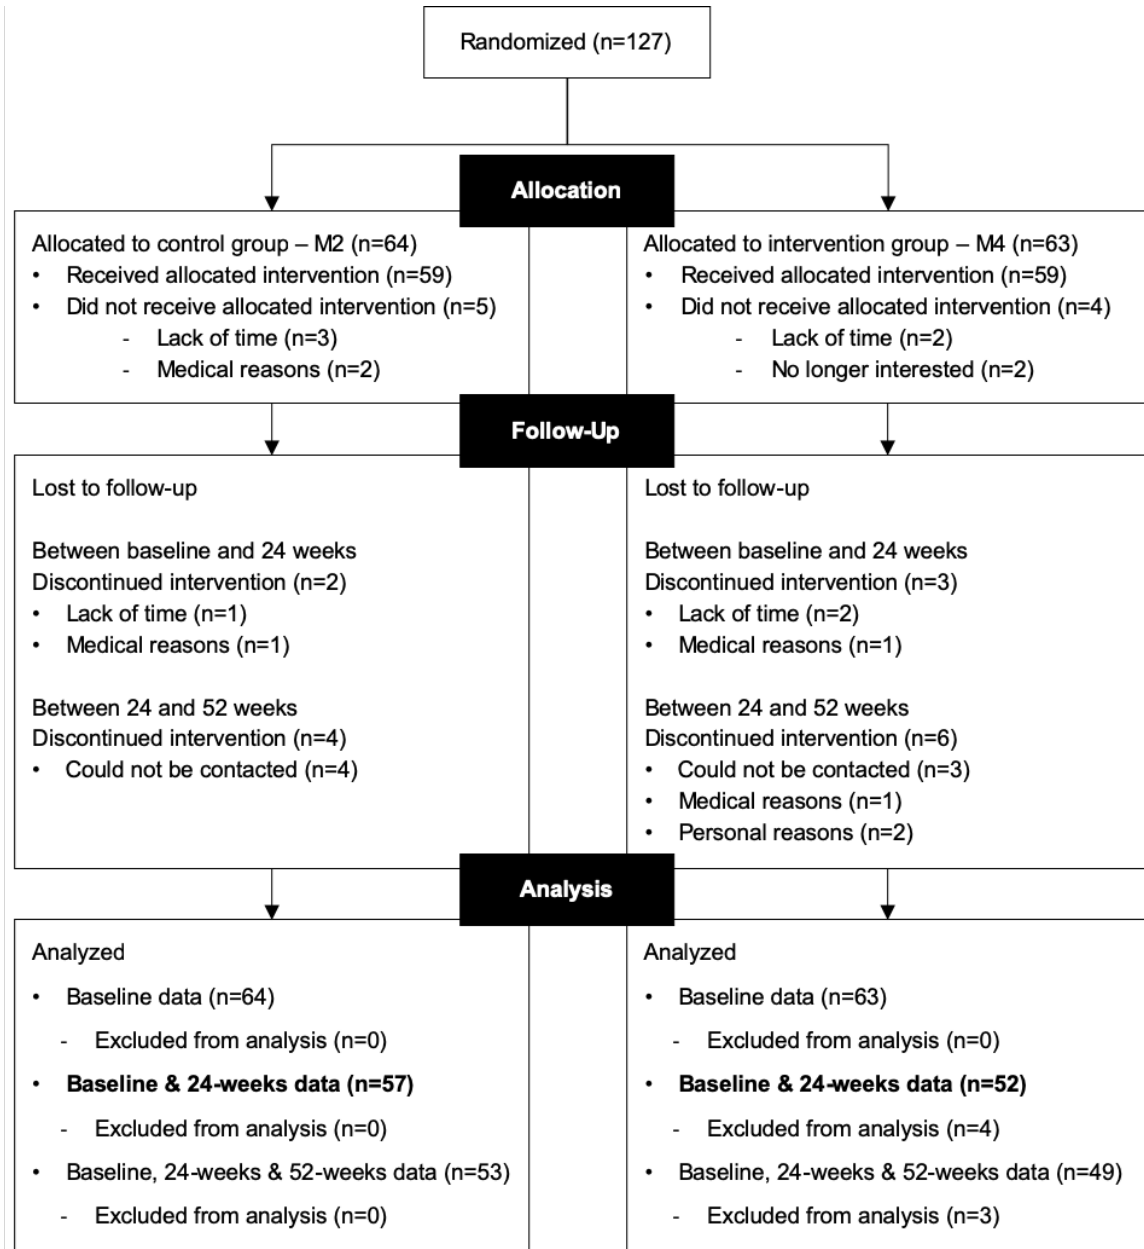 Randomized (n=127)
Allocation
Allocated to control group – M2 (n=64)
• Received allocated intervention (n=59)
• Did not receive allocated intervention (n=5)
- Lack of time (n=3)
- Medical reasons (n=2)
Allocated to intervention group – M4 (n=63)
• Received allocated intervention (n=59)
• Did not receive allocated intervention (n=4)
- Lack of time (n=2)
- No longer interested (n=2)
Follow-Up
Lost to follow-up
Between baseline and 24 weeks
Discontinued intervention (n=2)
• Lack of time (n=1)
• Medical reasons (n=1)
Between 24 and 52 weeks
Discontinued intervention (n=4)
• Could not be contacted (n=4)
Lost to follow-up
Between baseline and 24 weeks
Discontinued intervention (n=3)
• Lack of time (n=2)
• Medical reasons (n=1)
Between 24 and 52 weeks
Discontinued intervention (n=6)
• Could not be contacted (n=3)
• Medical reasons (n=1)
• Personal reasons (n=2)
Analysis
Analyzed
• Baseline data (n=64)
- Excluded from analysis (n=0)
• Baseline & 24-weeks data (n=57)
- Excluded from analysis (n=0)
• Baseline, 24-weeks & 52-weeks data (n=53)
- Excluded from analysis (n=0)
Analyzed
• Baseline data (n=63)
- Excluded from analysis (n=0)
• Baseline & 24-weeks data (n=52)
- Excluded from analysis (n=4)
• Baseline, 24-weeks & 52-weeks data (n=49)
- Excluded from analysis (n=3)